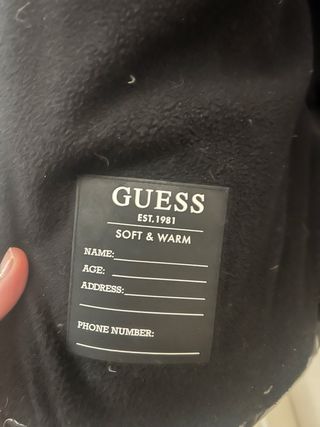 GUESS
EST.1981
SOFT & WARM
NAME:
AGE:
ADDRESS:
PHONE NUMBER: